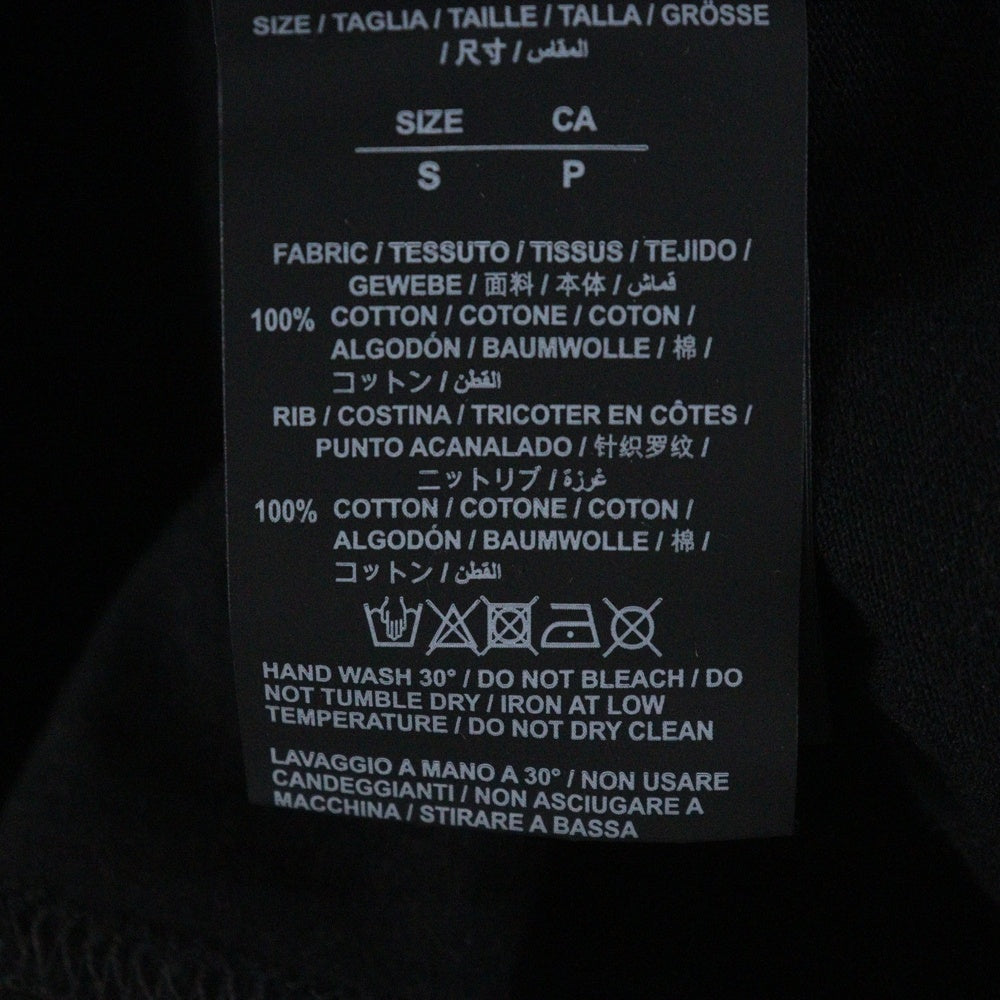 SIZE / TAGLIA / TAILLE / TALLA / GRÖSSE
/ 尺寸 / المقاس
SIZE CA
S P
FABRIC / TESSUTO / TISSUS / TEJIDO /
GEWEBE / 面料 / 本体 / قماش
100% COTTON / COTONE / COTON /
ALGODÓN / BAUMWOLLE / 棉 /
コットン / القطن
RIB / COSTINA / TRICOTER EN CÔTES /
PUNTO ACANALADO / 针织罗纹 /
ニットリブ / غرزة
100% COTTON / COTONE / COTON /
ALGODÓN / BAUMWOLLE / 棉 /
コットン / القطن
HAND WASH 30° / DO NOT BLEACH / DO
NOT TUMBLE DRY / IRON AT LOW
TEMPERATURE / DO NOT DRY CLEAN
LAVAGGIO A MANO A 30° / NON USARE
CANDEGGIANTI / NON ASCIUGARE A
MACCHINA / STIRARE A BASSA